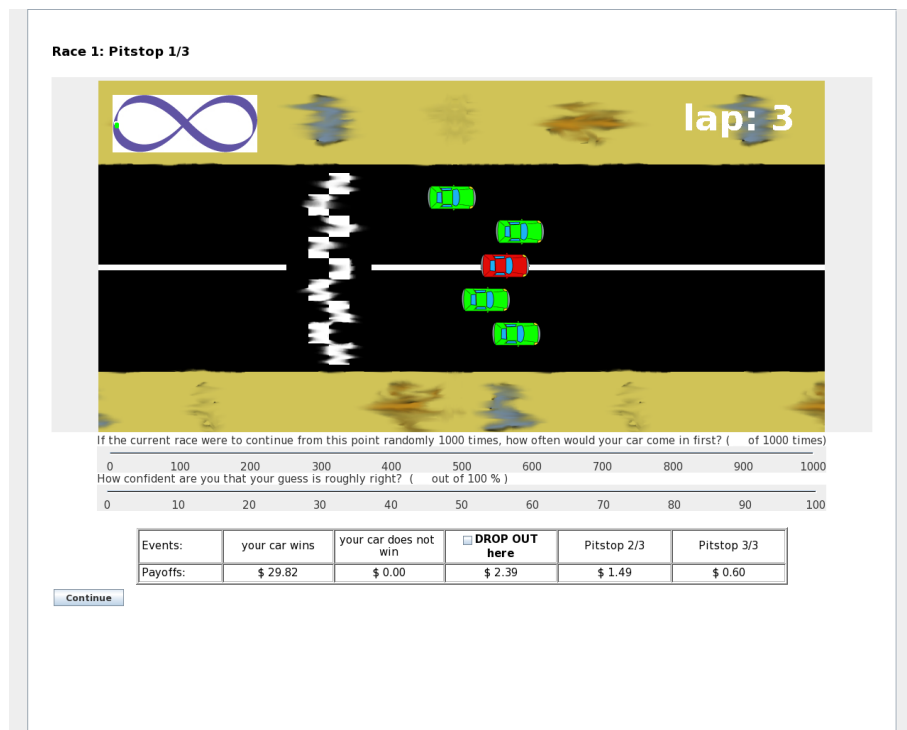 Race 1: Pitstop 1/3
lap: 3
If the current race were to continue from this point randomly 1000 times, how often would your car come in first? ( of 1000 times)
0 100 200 300 400 500 600 700 800 900 1000
How confident are you that your guess is roughly right? ( out of 100 % )
0 10 20 30 40 50 60 70 80 90 100
Events: your car wins your car does not win DROP OUT here Pitstop 2/3 Pitstop 3/3
Payoffs: $ 29.82 $ 0.00 $ 2.39 $ 1.49 $ 0.60
Continue